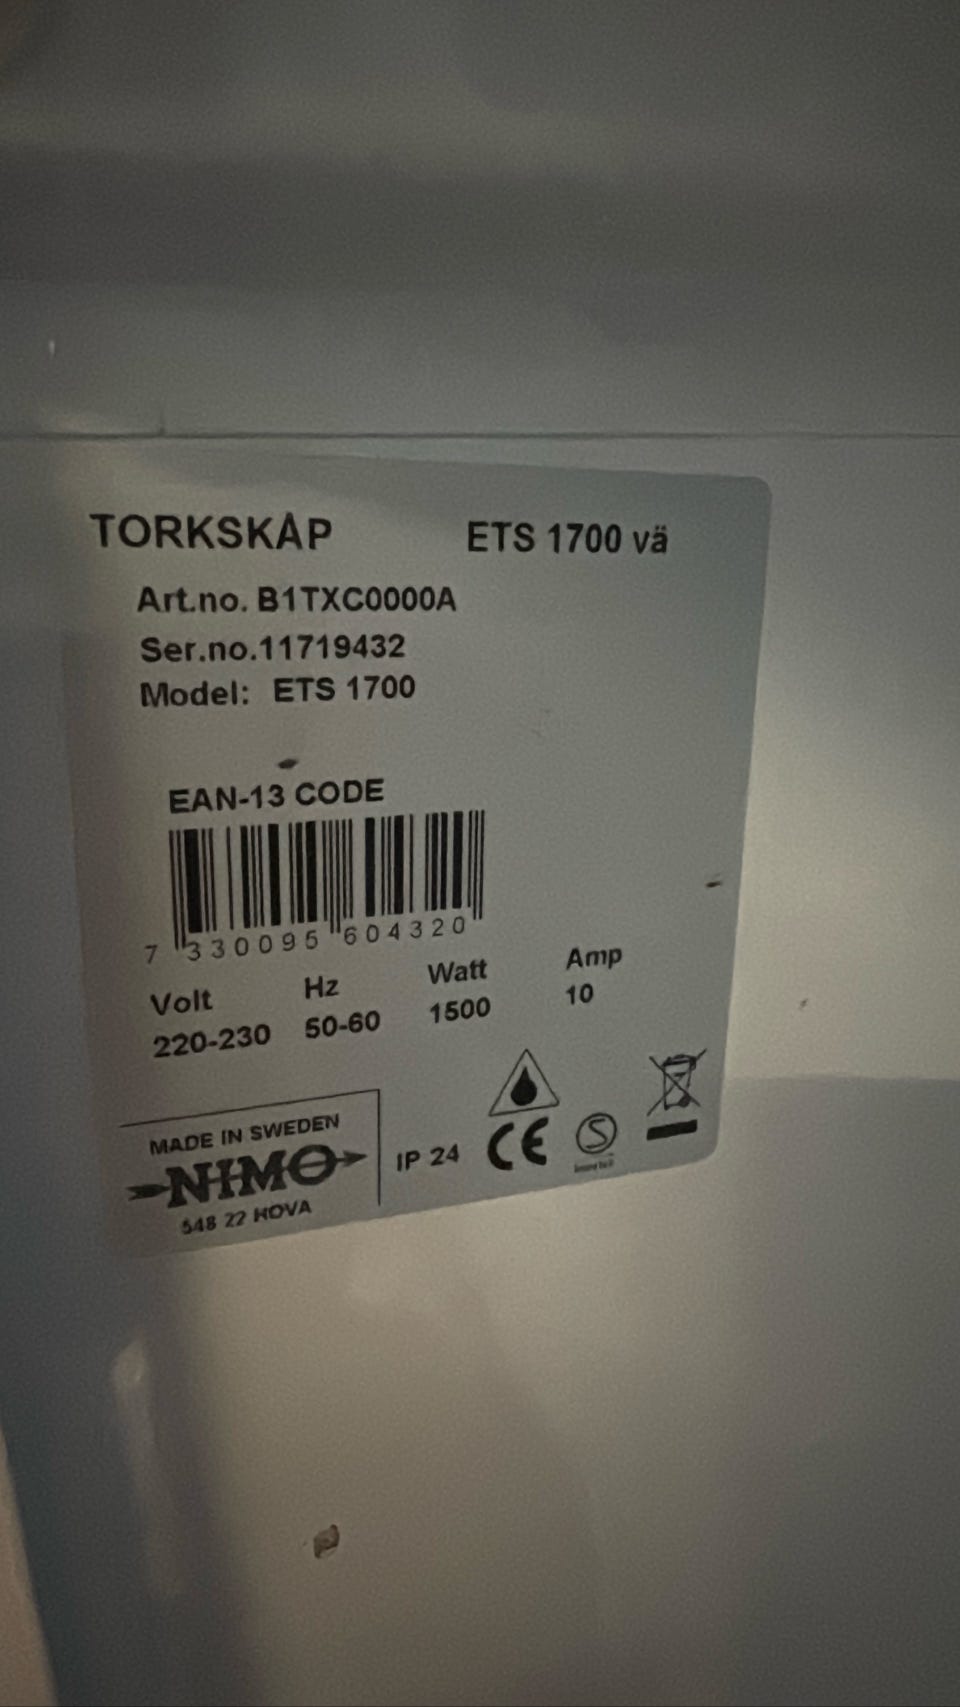 TORKSKÅP ETS 1700 vä
Art.no. B1TXC0000A
Ser.no.11719432
Model: ETS 1700
EAN-13 CODE
7 330095 604320
Volt Hz Watt Amp
220-230 50-60 1500 10
MADE IN SWEDEN
NIMO
548 22 HOVA
IP 24
CE
S